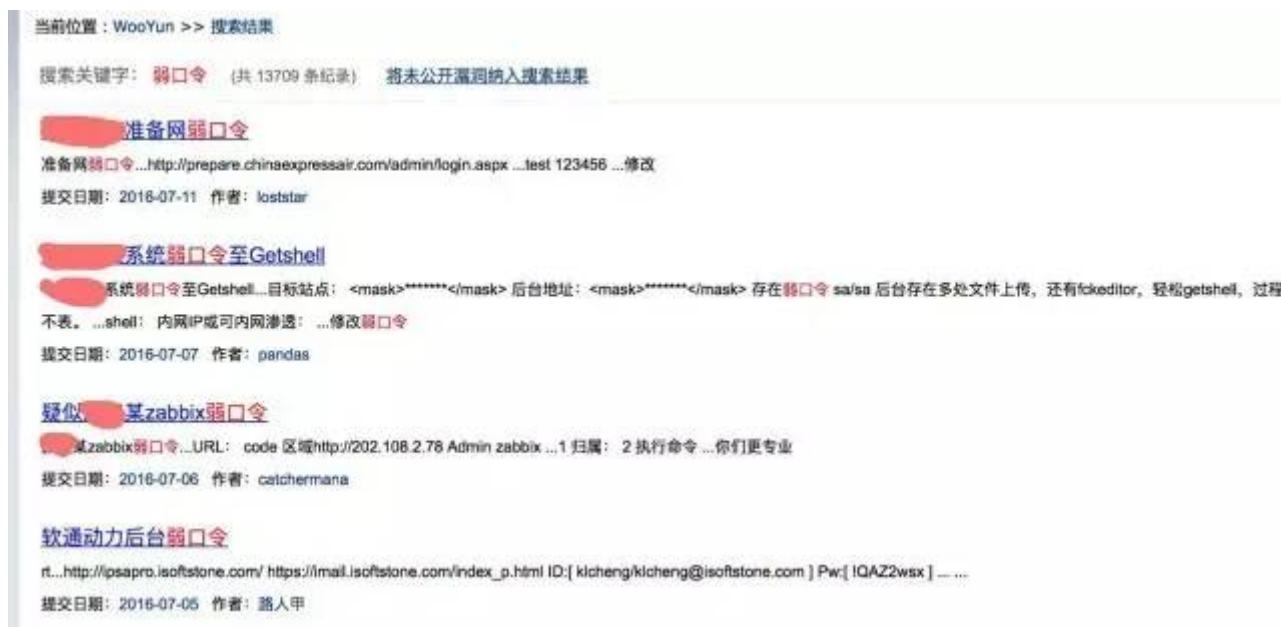 当前位置：WooYun >> 搜索结果
搜索关键字： 弱口令 (共 13709 条纪录) 将未公开漏洞纳入搜索结果
准备网弱口令
准备网弱口令...http://prepare.chinaexpressair.com/admin/login.aspx ...test 123456 ...修改
提交日期：2016-07-11 作者：loststar
系统弱口令至Getshell
系统弱口令至Getshell...目标站点： <mask>*******</mask> 后台地址： <mask>*******</mask> 存在弱口令 sa/sa 后台存在多处文件上传，还有fckeditor，轻松getshell，过程
不表。 ...shell： 内网IP或可内网渗透： ...修改弱口令
提交日期：2016-07-07 作者：pandas
疑似某zabbix弱口令
某zabbix弱口令...URL： code 区域http://202.108.2.78 Admin zabbix ...1 归属： 2 执行命令 ...你们更专业
提交日期：2016-07-06 作者：catchermana
软通动力后台弱口令
rt...http://ipsapro.isoftstone.com/ https://imail.isoftstone.com/index_p.html ID:[ klcheng/klcheng@isoftstone.com ] Pw:[ !QAZ2wsx ] ... ...
提交日期：2016-07-05 作者：路人甲